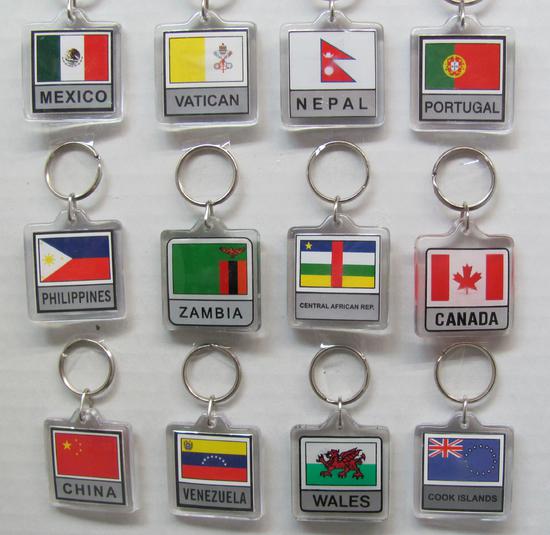 MEXICO
VATICAN
NEPAL
PORTUGAL
PHILIPPINES
ZAMBIA
CENTRAL AFRICAN REP.
CANADA
CHINA
VENEZUELA
WALES
COOK ISLANDS